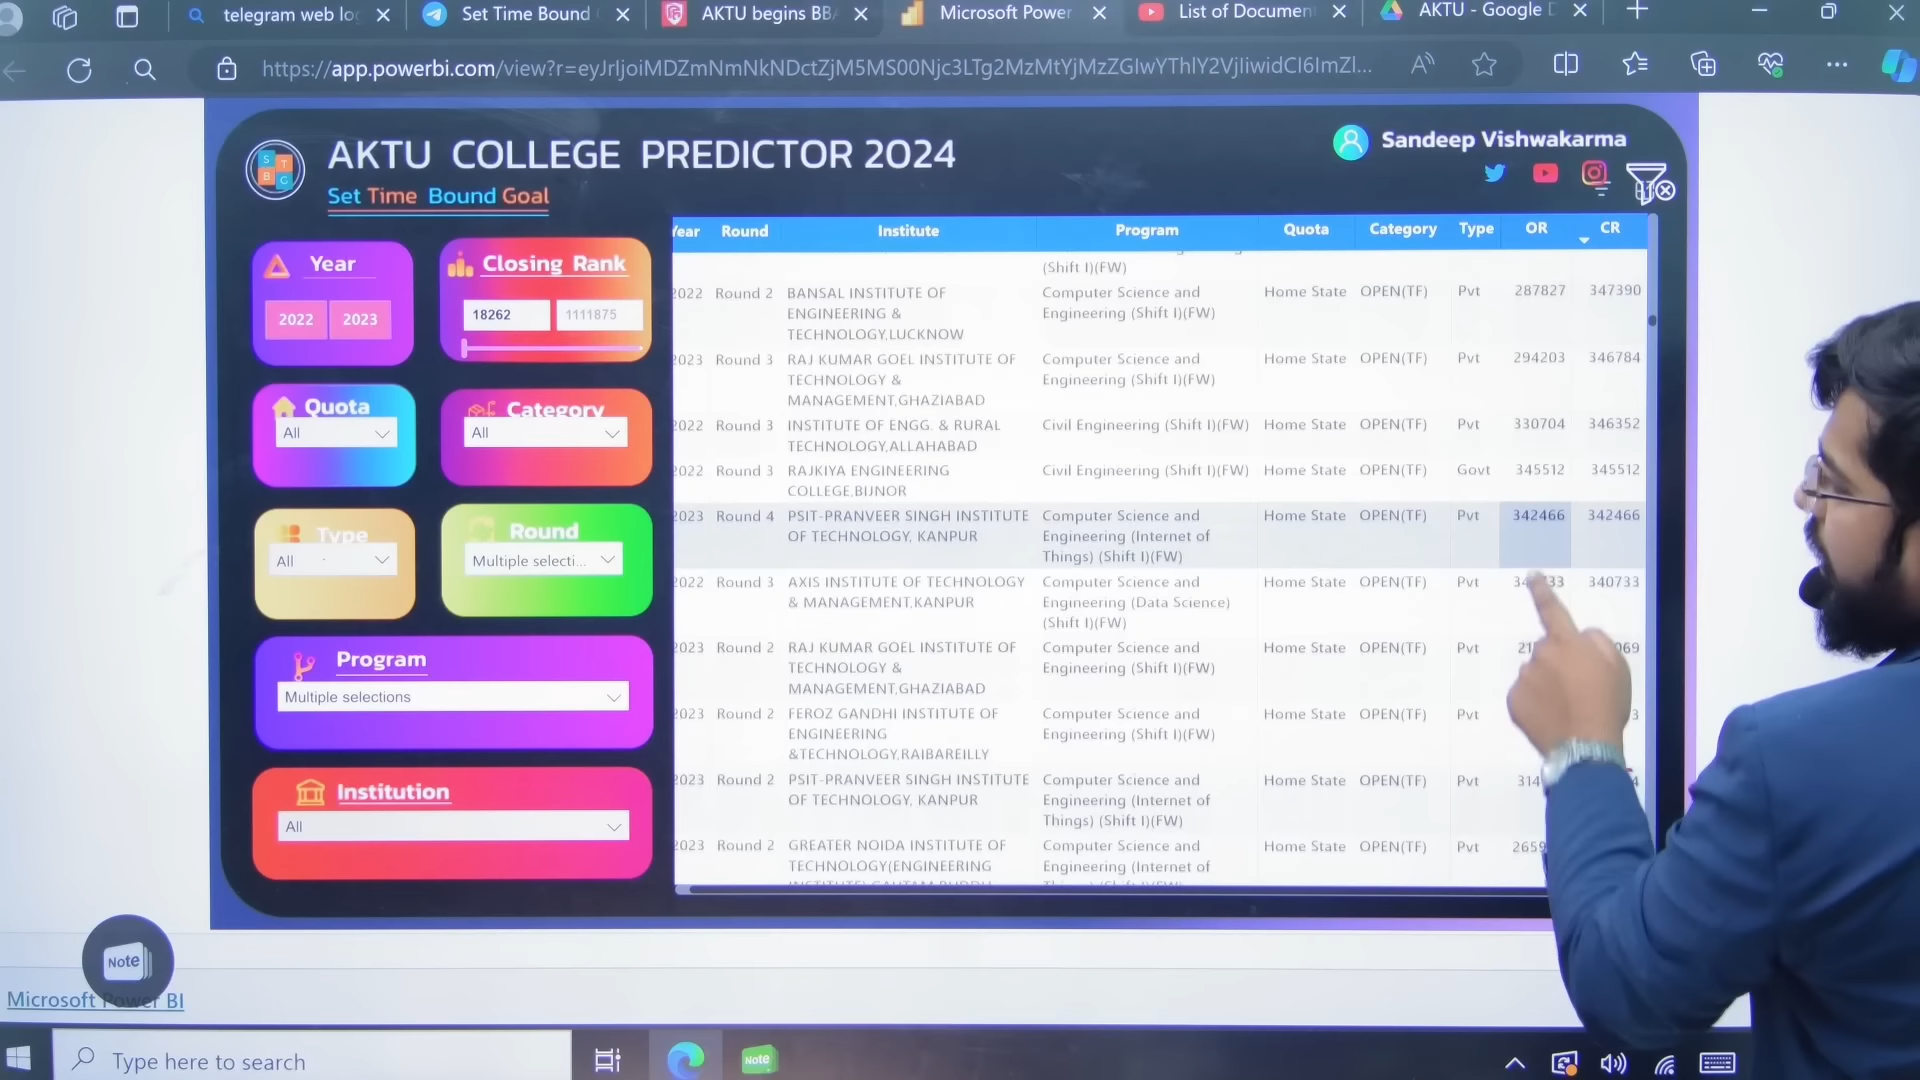 telegram web lo
Set Time Bound
AKTU begins BB
Microsoft Power
List of Documen
AKTU - Google
https://app.powerbi.com/view?r=eyJrIjoiMDZmNmNkNDctZjM5MS00Njc3LTg2MzMtYjMzZGIwYThlY2VjIiwidCI6ImZl...
AKTU COLLEGE PREDICTOR 2024
Set Time Bound Goal
Sandeep Vishwakarma
S T B G
Year
2022 2023
Closing Rank
18262 1111875
Quota
All
Category
All
Type
All
Round
Multiple selecti...
Program
Multiple selections
Institution
All
Year Round Institute Program Quota Category Type OR CR
(Shift I)(FW)
2022 Round 2 BANSAL INSTITUTE OF Computer Science and Home State OPEN(TF) Pvt 287827 347390
ENGINEERING & Engineering (Shift I)(FW)
TECHNOLOGY,LUCKNOW
2023 Round 3 RAJ KUMAR GOEL INSTITUTE OF Computer Science and Home State OPEN(TF) Pvt 294203 346784
TECHNOLOGY & Engineering (Shift I)(FW)
MANAGEMENT,GHAZIABAD
2022 Round 3 INSTITUTE OF ENGG. & RURAL Civil Engineering (Shift I)(FW) Home State OPEN(TF) Pvt 330704 346352
TECHNOLOGY,ALLAHABAD
2022 Round 3 RAJKIYA ENGINEERING Civil Engineering (Shift I)(FW) Home State OPEN(TF) Govt 345512 345512
COLLEGE,BIJNOR
2023 Round 4 PSIT-PRANVEER SINGH INSTITUTE Computer Science and Home State OPEN(TF) Pvt 342466 342466
OF TECHNOLOGY, KANPUR Engineering (Internet of
Things) (Shift I)(FW)
2022 Round 3 AXIS INSTITUTE OF TECHNOLOGY Computer Science and Home State OPEN(TF) Pvt 340733
& MANAGEMENT,KANPUR Engineering (Data Science)
(Shift I)(FW)
2023 Round 2 RAJ KUMAR GOEL INSTITUTE OF Computer Science and Home State OPEN(TF) Pvt
TECHNOLOGY & Engineering (Shift I)(FW)
MANAGEMENT,GHAZIABAD
2023 Round 2 FEROZ GANDHI INSTITUTE OF Computer Science and Home State OPEN(TF) Pvt
ENGINEERING Engineering (Shift I)(FW)
&TECHNOLOGY,RAIBAREILLY
2023 Round 2 PSIT-PRANVEER SINGH INSTITUTE Computer Science and Home State OPEN(TF) Pvt 314
OF TECHNOLOGY, KANPUR Engineering (Internet of
Things) (Shift I)(FW)
2023 Round 2 GREATER NOIDA INSTITUTE OF Computer Science and Home State OPEN(TF) Pvt 265
TECHNOLOGY(ENGINEERING Engineering (Internet of
Note
Microsoft Power BI
Type here to search
Note